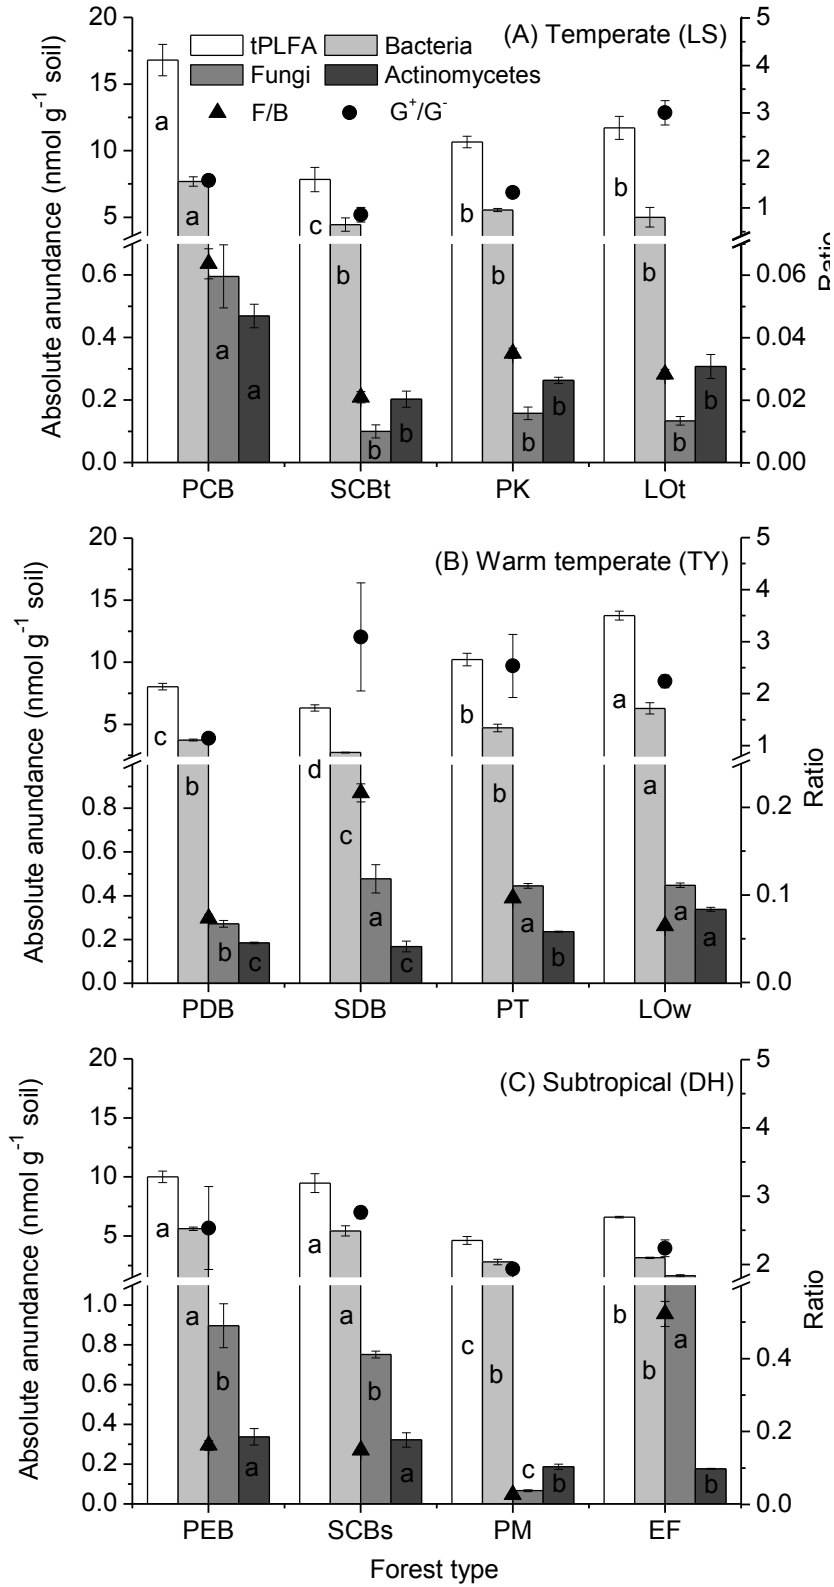 (A) Temperate (LS)
tPLFA Bacteria
Fungi Actinomycetes
F/B G⁺/G⁻
Absolute anundance (nmol g⁻¹ soil)
20
15
10
5
0.6
0.4
0.2
0.0
5
4
3
2
1
0.06
0.04
0.02
0.00
Ratio
a a a a
c b b b
b b b b
b b b b
PCB SCBt PK LOt
(B) Warm temperate (TY)
Absolute anundance (nmol g⁻¹ soil)
20
15
10
5
0.8
0.6
0.4
0.2
0.0
5
4
3
2
1
0.2
0.1
0.0
Ratio
c b b c
d c a c
b b a b
a a a a
PDB SDB PT LOw
(C) Subtropical (DH)
Absolute anundance (nmol g⁻¹ soil)
20
15
10
5
1.0
0.8
0.6
0.4
0.2
0.0
5
4
3
2
0.4
0.2
0.0
Ratio
a a b a
a a b a
c b c b
b b a b
PEB SCBs PM EF
Forest type